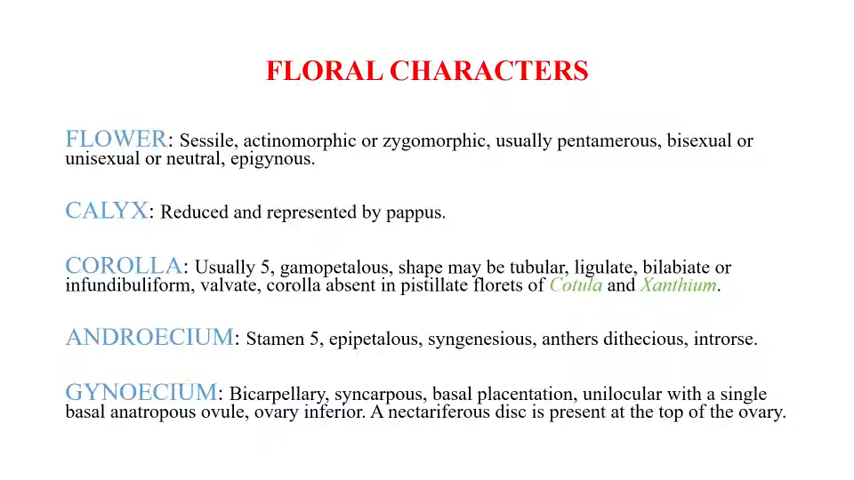 FLORAL CHARACTERS
FLOWER: Sessile, actinomorphic or zygomorphic, usually pentamerous, bisexual or
unisexual or neutral, epigynous.
CALYX: Reduced and represented by pappus.
COROLLA: Usually 5, gamopetalous, shape may be tubular, ligulate, bilabiate or
infundibuliform, valvate, corolla absent in pistillate florets of Cotula and Xanthium.
ANDROECIUM: Stamen 5, epipetalous, syngenesious, anthers dithecious, introrse.
GYNOECIUM: Bicarpellary, syncarpous, basal placentation, unilocular with a single
basal anatropous ovule, ovary inferior. A nectariferous disc is present at the top of the ovary.